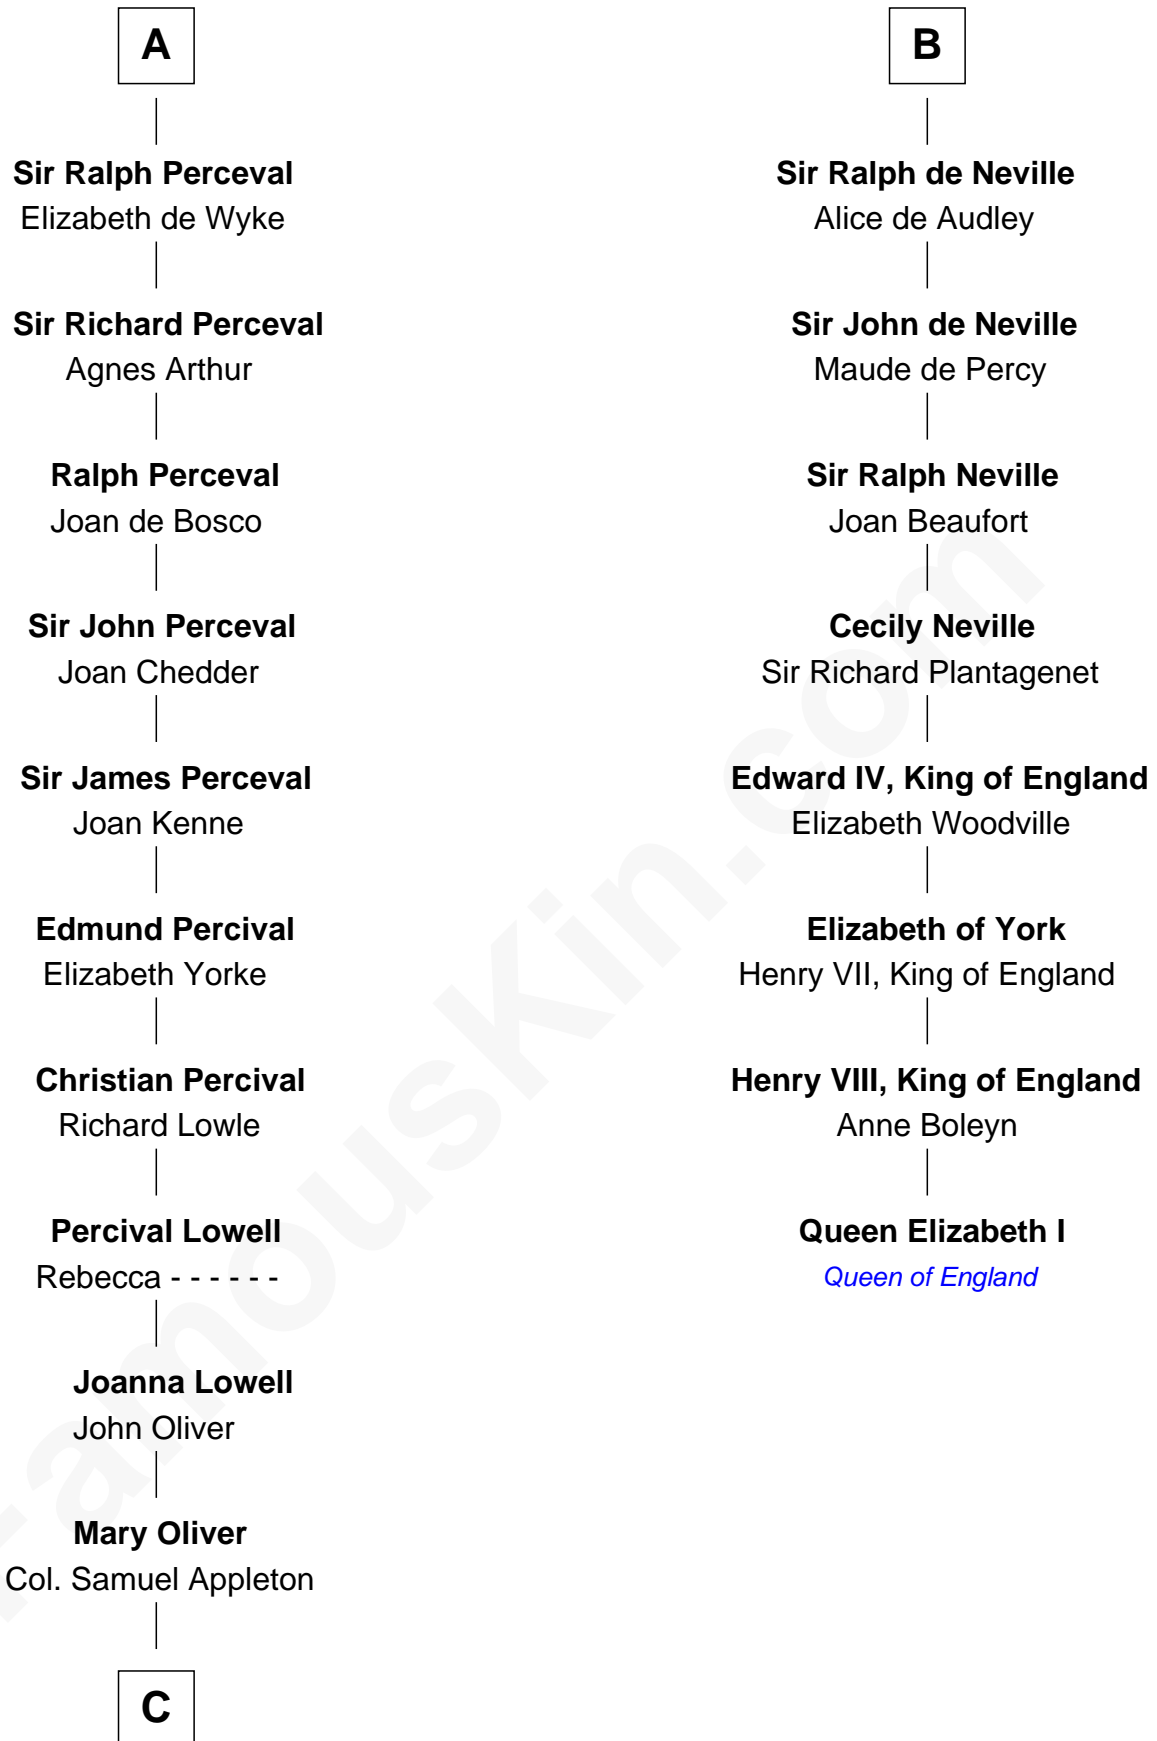 A
Sir Ralph Perceval
Elizabeth de Wyke
Sir Richard Perceval
Agnes Arthur
Ralph Perceval
Joan de Bosco
Sir John Perceval
Joan Chedder
Sir James Perceval
Joan Kenne
Edmund Percival
Elizabeth Yorke
Christian Percival
Richard Lowle
Percival Lowell
Rebecca - - - - - -
Joanna Lowell
John Oliver
Mary Oliver
Col. Samuel Appleton
C
B
Sir Ralph de Neville
Alice de Audley
Sir John de Neville
Maude de Percy
Sir Ralph Neville
Joan Beaufort
Cecily Neville
Sir Richard Plantagenet
Edward IV, King of England
Elizabeth Woodville
Elizabeth of York
Henry VII, King of England
Henry VIII, King of England
Anne Boleyn
Queen Elizabeth I
Queen of England
FamousKin.com